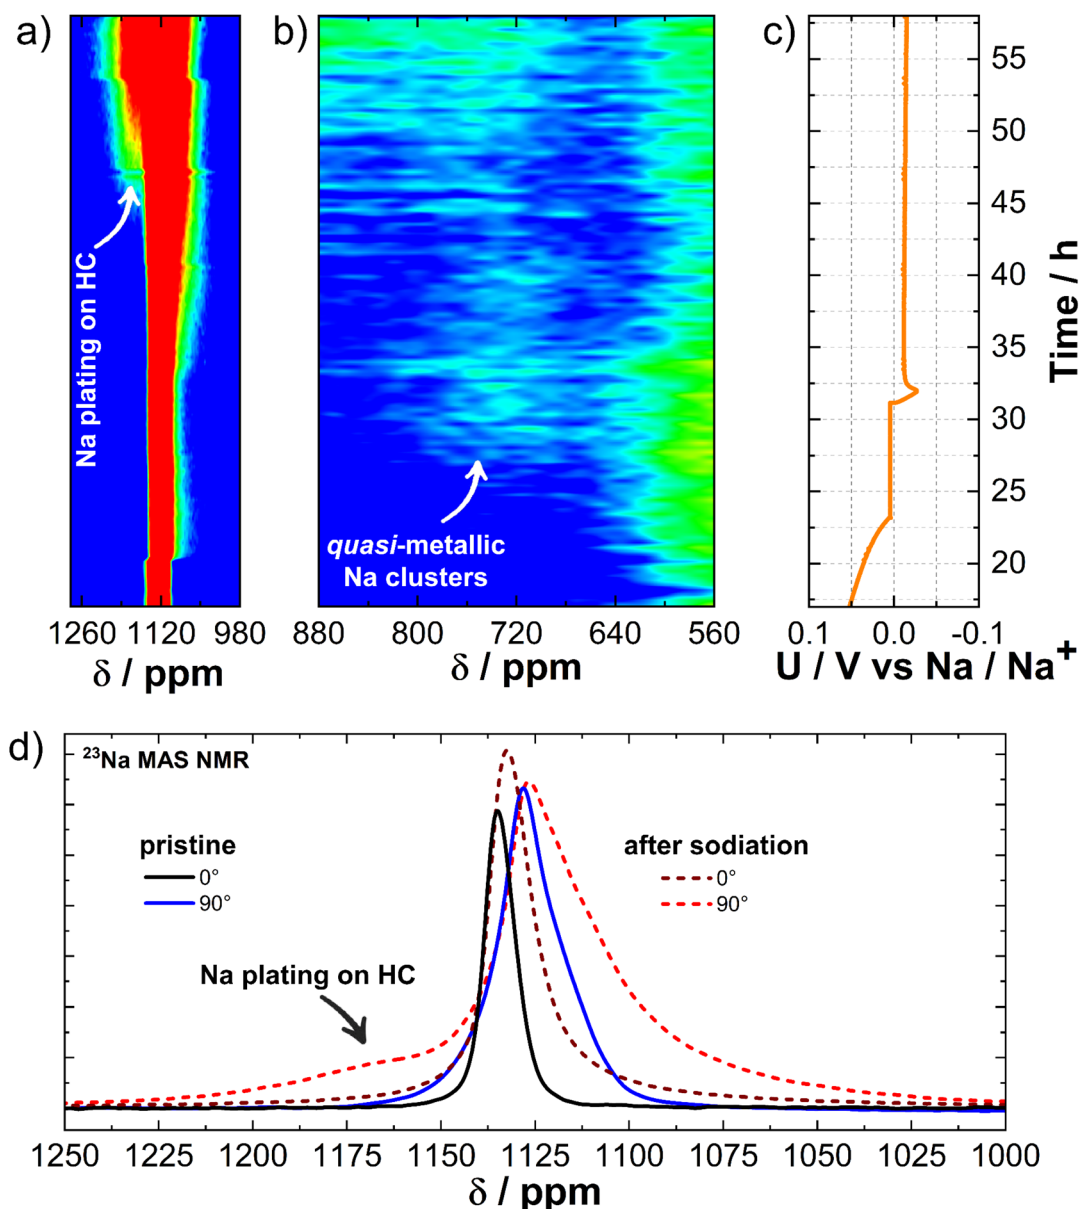 a)
b)
c)
Na plating on HC
quasi-metallic
Na clusters
1260 1120 980
δ / ppm
880 800 720 640 560
δ / ppm
0.1 0.0 -0.1
U / V vs Na / Na⁺
55
50
45
40
35
30
25
20
Time / h
d)
²³Na MAS NMR
pristine
0°
90°
after sodiation
0°
90°
Na plating on HC
1250 1225 1200 1175 1150 1125 1100 1075 1050 1025 1000
δ / ppm